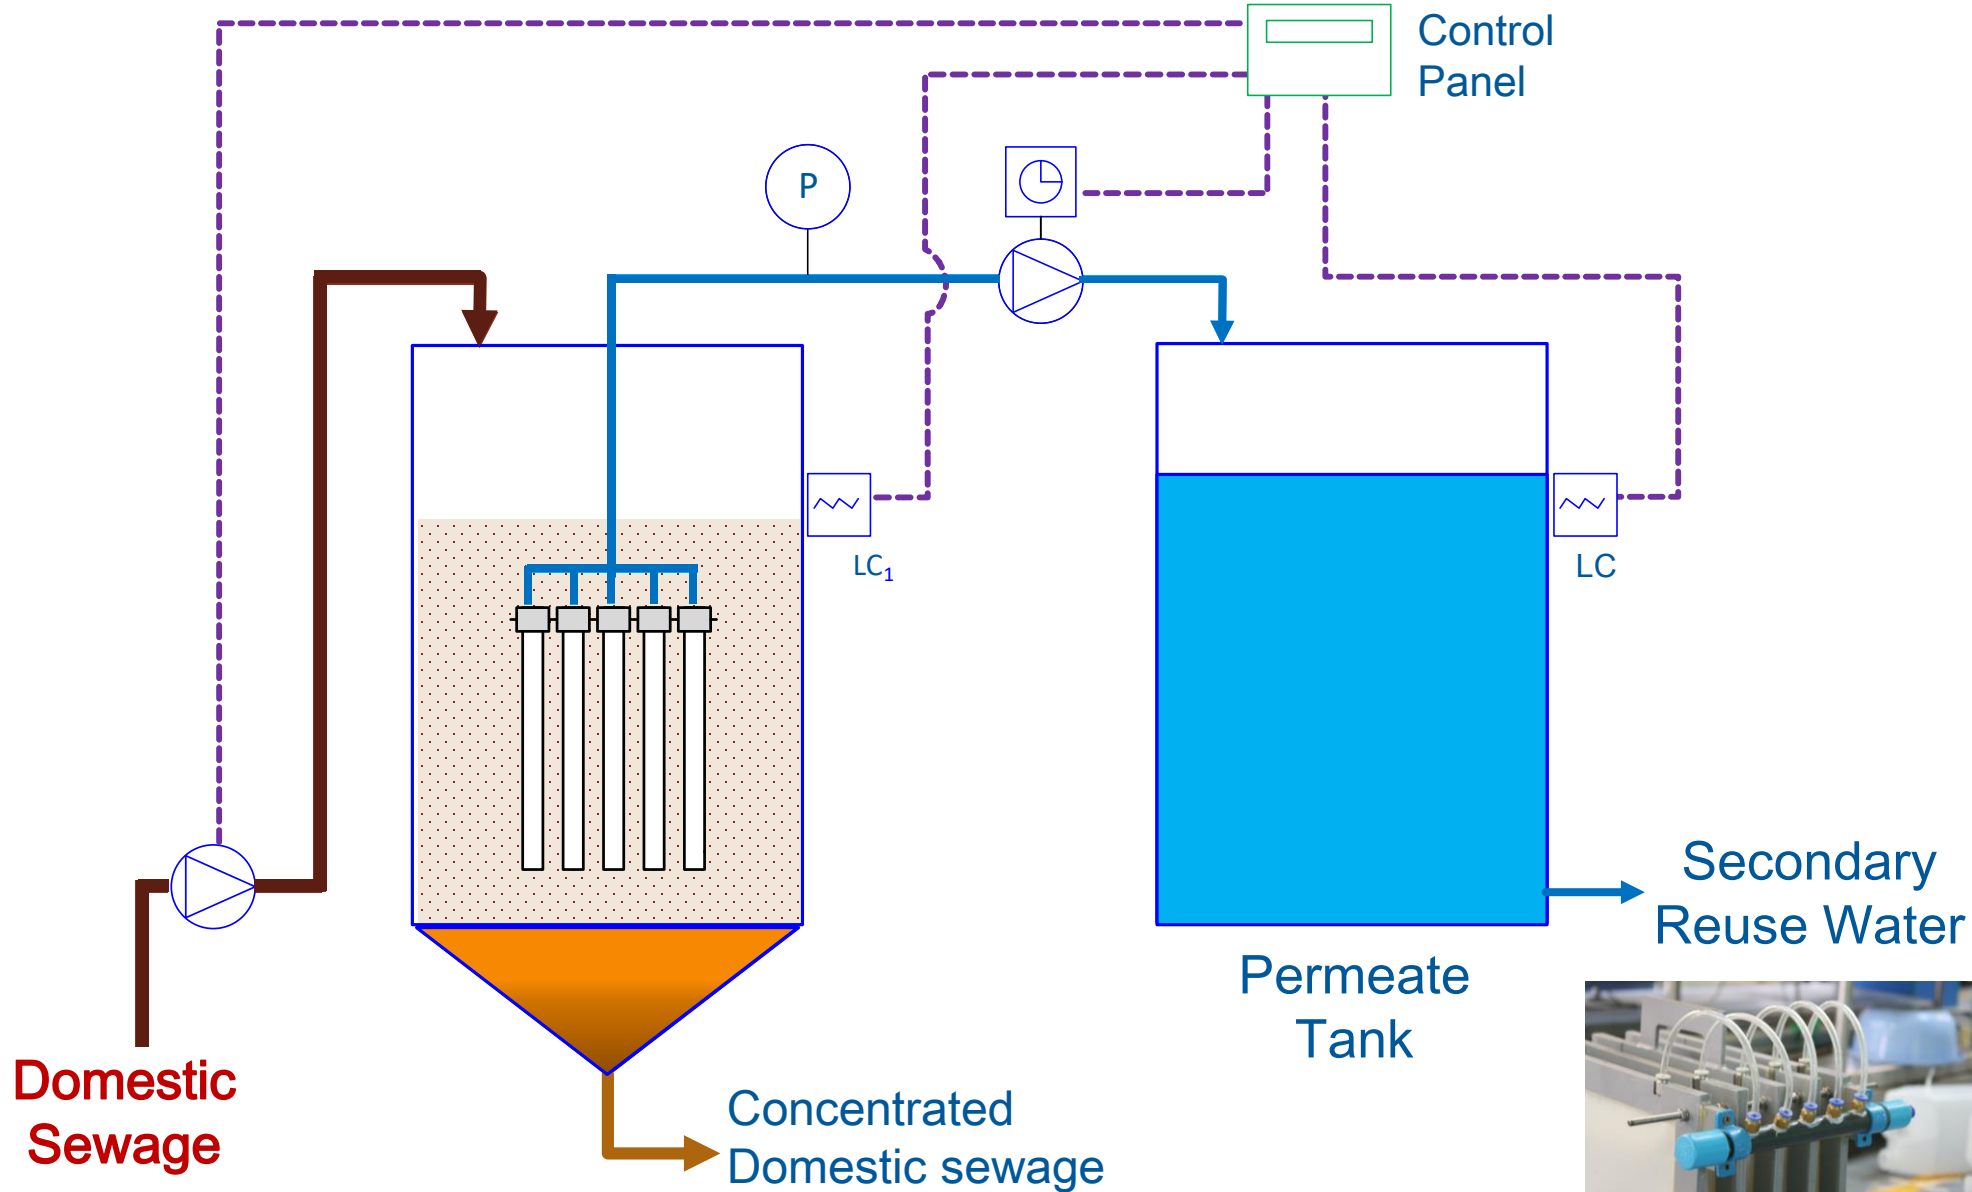 Control
Panel
P
LC1
LC
Secondary
Reuse Water
Permeate
Tank
Domestic
Sewage
Concentrated
Domestic sewage